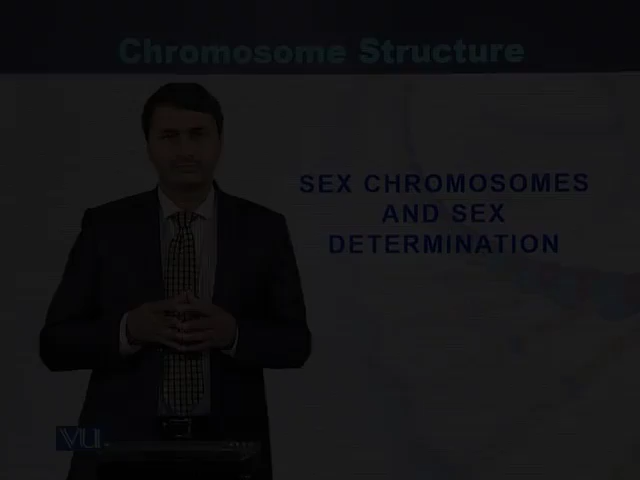 Chromosome Structure
SEX CHROMOSOMES
AND SEX
DETERMINATION
VU